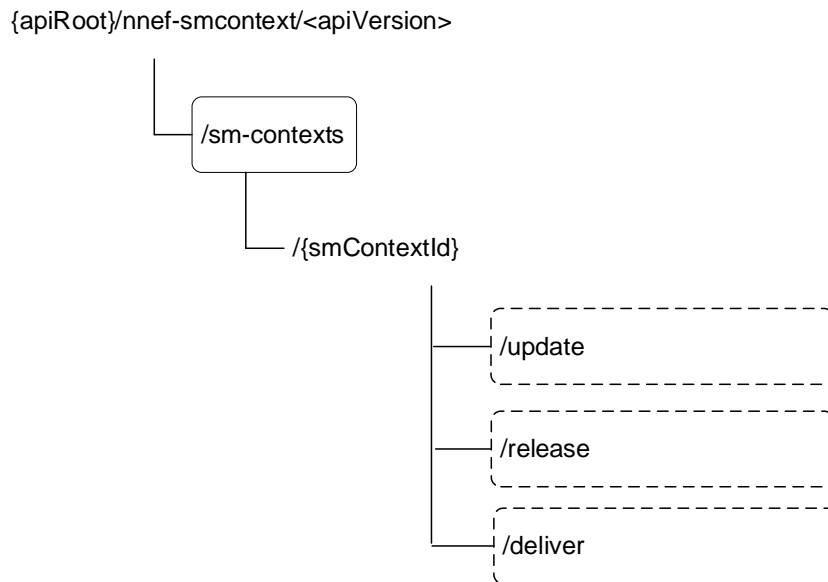 {apiRoot}/nnef-smcontext/<apiVersion>
/sm-contexts
/{smContextId}
/update
/release
/deliver